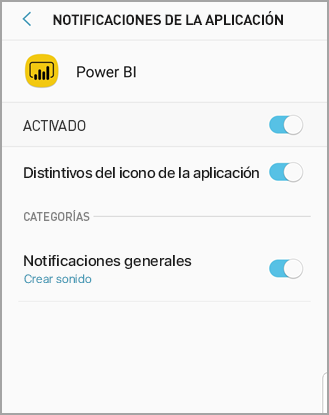 NOTIFICACIONES DE LA APLICACIÓN
Power BI
ACTIVADO
Distintivos del icono de la aplicación
CATEGORÍAS
Notificaciones generales
Crear sonido